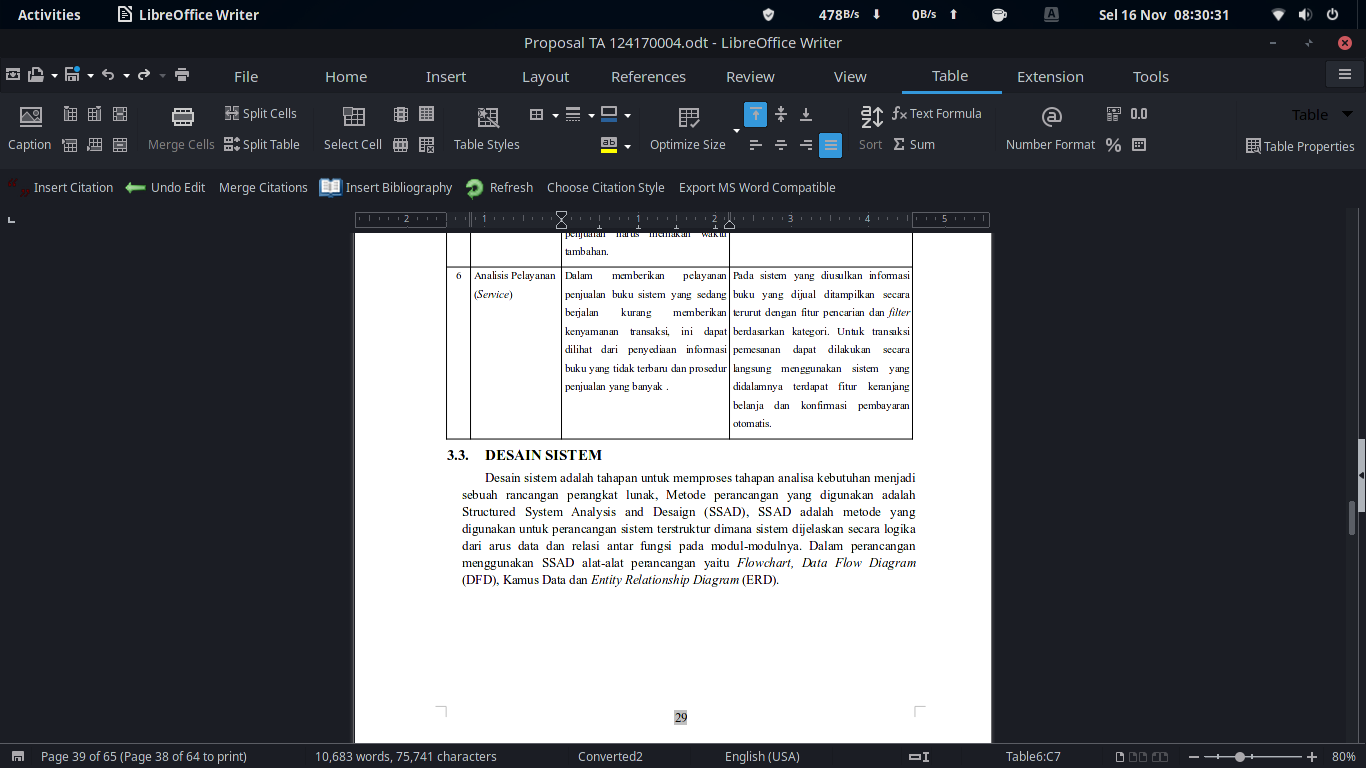 Activities LibreOffice Writer 478B/s 0B/s A Sel 16 Nov 08:30:31
Proposal TA 124170004.odt - LibreOffice Writer
File Home Insert Layout References Review View Table Extension Tools
Split Cells Text Formula 0.0 Table
Caption Merge Cells Split Table Select Cell Table Styles ab Optimize Size Sort Sum Number Format % Table Properties
Insert Citation Undo Edit Merge Citations Insert Bibliography Refresh Choose Citation Style Export MS Word Compatible
2 1 1 2 3 4 5
penjualan harus memakan waktu
tambahan.
6
Analisis Pelayanan
(Service)
Dalam memberikan pelayanan
penjualan buku sistem yang sedang
berjalan kurang memberikan
kenyamanan transaksi, ini dapat
dilihat dari penyediaan informasi
buku yang tidak terbaru dan prosedur
penjualan yang banyak .
Pada sistem yang diusulkan informasi
buku yang dijual ditampilkan secara
terurut dengan fitur pencarian dan filter
berdasarkan kategori. Untuk transaksi
pemesanan dapat dilakukan secara
langsung menggunakan sistem yang
didalamnya terdapat fitur keranjang
belanja dan konfirmasi pembayaran
otomatis.
3.3. DESAIN SISTEM
Desain sistem adalah tahapan untuk memproses tahapan analisa kebutuhan menjadi
sebuah rancangan perangkat lunak, Metode perancangan yang digunakan adalah
Structured System Analysis and Desaign (SSAD), SSAD adalah metode yang
digunakan untuk perancangan sistem terstruktur dimana sistem dijelaskan secara logika
dari arus data dan relasi antar fungsi pada modul-modulnya. Dalam perancangan
menggunakan SSAD alat-alat perancangan yaitu Flowchart, Data Flow Diagram
(DFD), Kamus Data dan Entity Relationship Diagram (ERD).
29
Page 39 of 65 (Page 38 of 64 to print) 10,683 words, 75,741 characters Converted2 English (USA) Table6:C7 80%